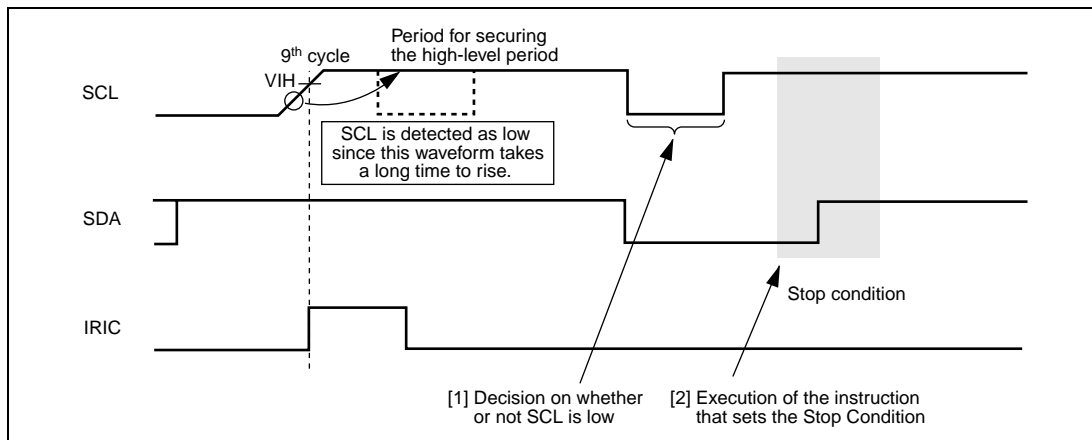 Period for securing
the high-level period
9th cycle
VIH
SCL
SCL is detected as low
since this waveform takes
a long time to rise.
SDA
Stop condition
IRIC
[1] Decision on whether
or not SCL is low
[2] Execution of the instruction
that sets the Stop Condition